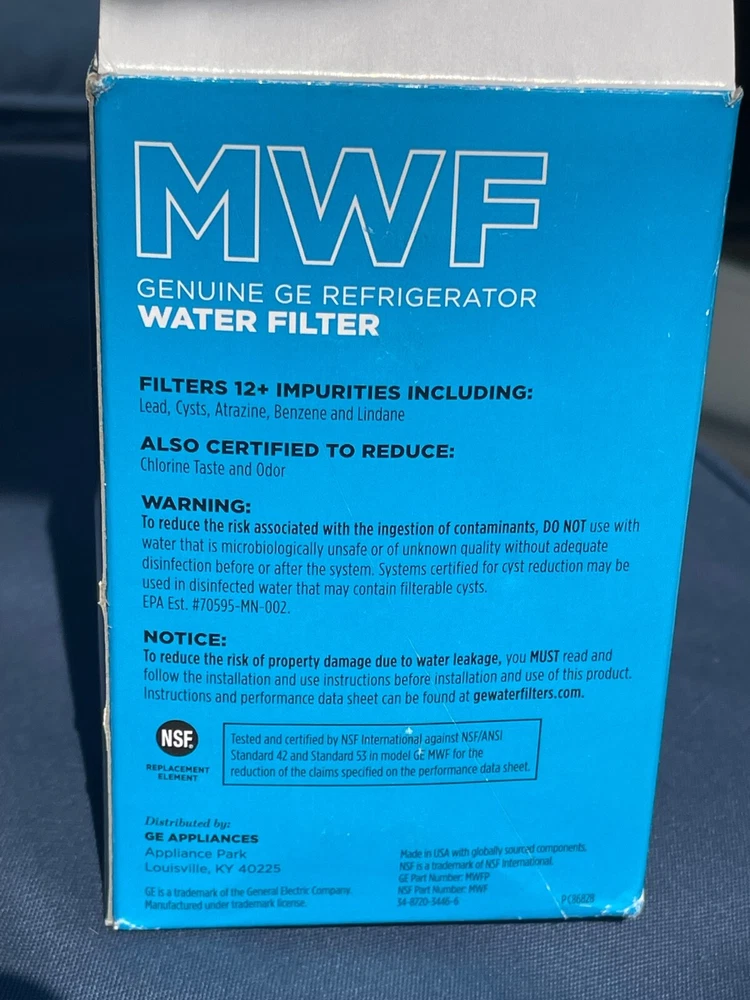 MWF
GENUINE GE REFRIGERATOR
WATER FILTER
FILTERS 12+ IMPURITIES INCLUDING:
Lead, Cysts, Atrazine, Benzene and Lindane
ALSO CERTIFIED TO REDUCE:
Chlorine Taste and Odor
WARNING:
To reduce the risk associated with the ingestion of contaminants, DO NOT use with
water that is microbiologically unsafe or of unknown quality without adequate
disinfection before or after the system. Systems certified for cyst reduction may be
used in disinfected water that may contain filterable cysts.
EPA Est. #70595-MN-002.
NOTICE:
To reduce the risk of property damage due to water leakage, you MUST read and
follow the installation and use instructions before installation and use of this product.
Instructions and performance data sheet can be found at gewaterfilters.com.
NSF®
REPLACEMENT
ELEMENT
Tested and certified by NSF International against NSF/ANSI
Standard 42 and Standard 53 in model GE MWF for the
reduction of the claims specified on the performance data sheet.
Distributed by:
GE APPLIANCES
Appliance Park
Louisville, KY 40225
GE is a trademark of the General Electric Company.
Manufactured under trademark license.
Made in USA with globally sourced components.
NSF is a trademark of NSF International.
GE Part Number: MWFP
NSF Part Number: MWF
34-8720-3446-6
PC86828